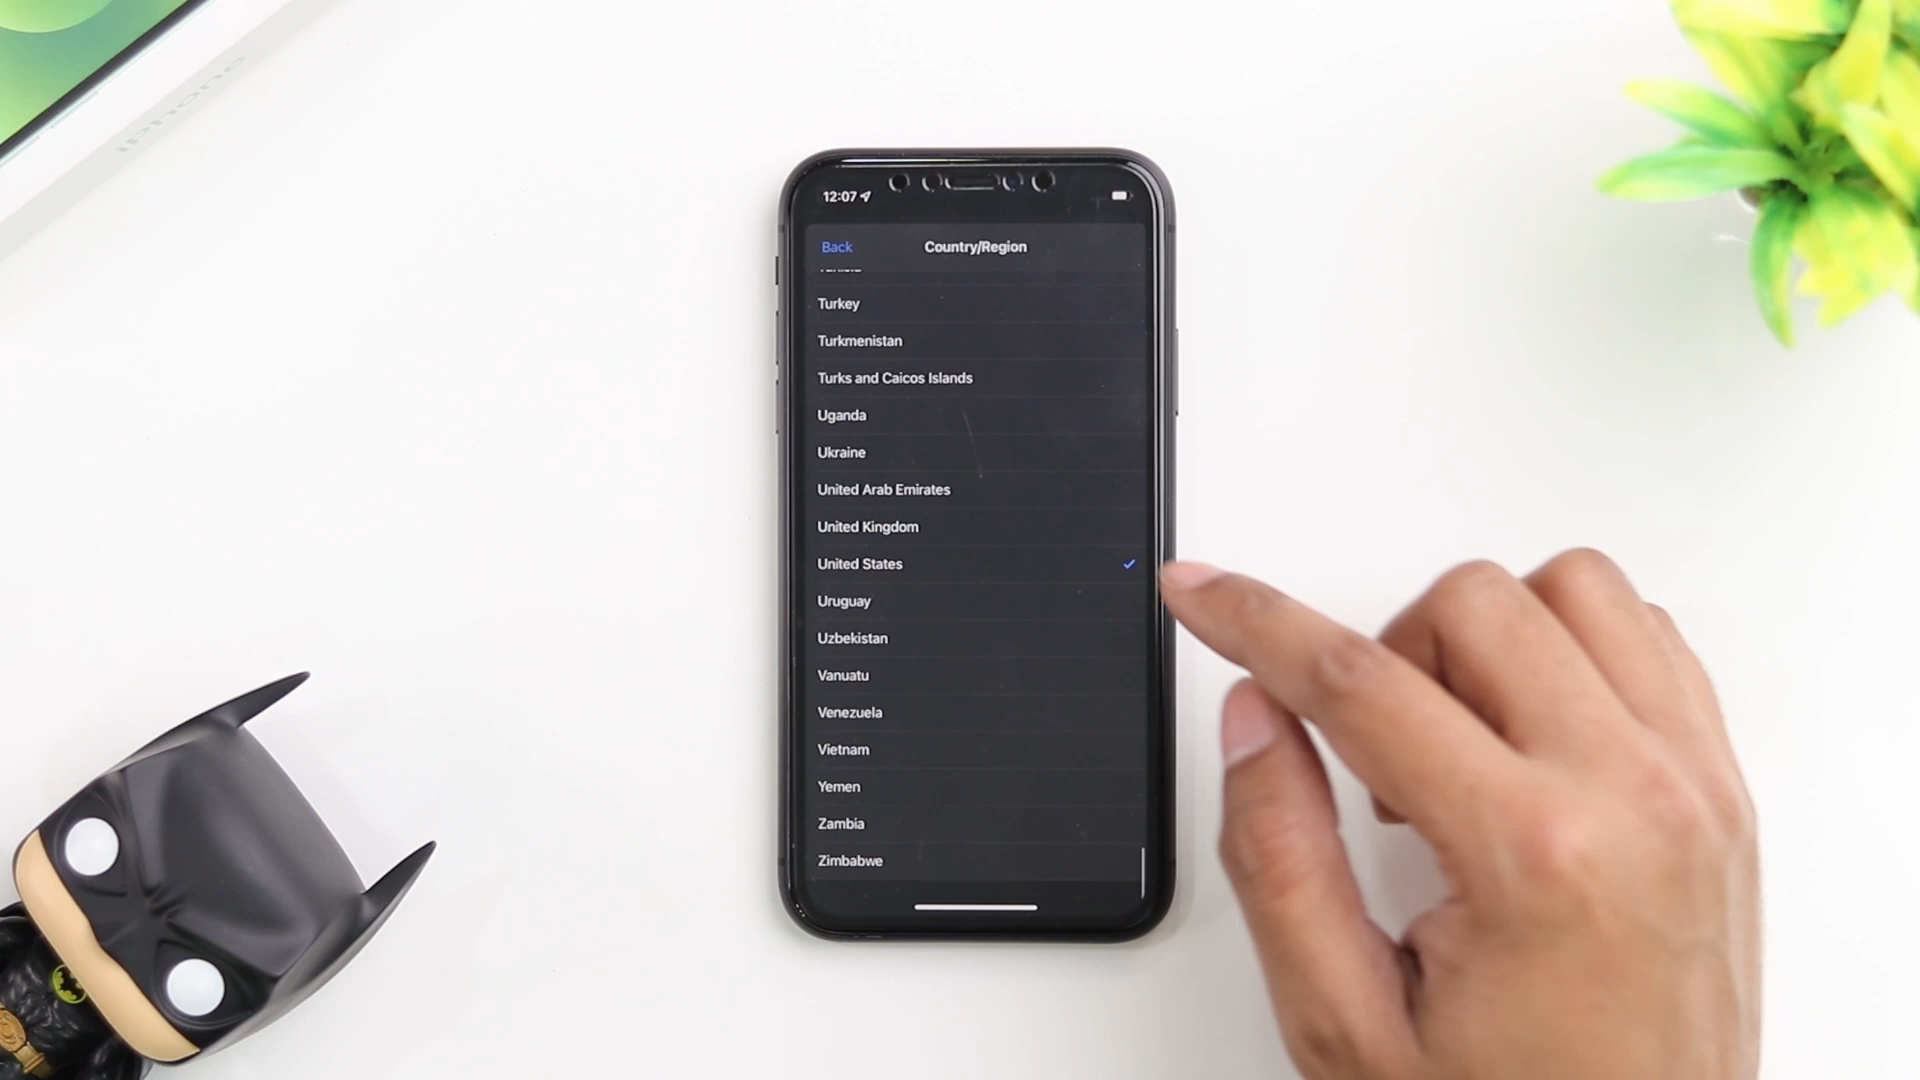 iPhone
12:07
Back
Country/Region
Turkey
Turkmenistan
Turks and Caicos Islands
Uganda
Ukraine
United Arab Emirates
United Kingdom
United States
Uruguay
Uzbekistan
Vanuatu
Venezuela
Vietnam
Yemen
Zambia
Zimbabwe